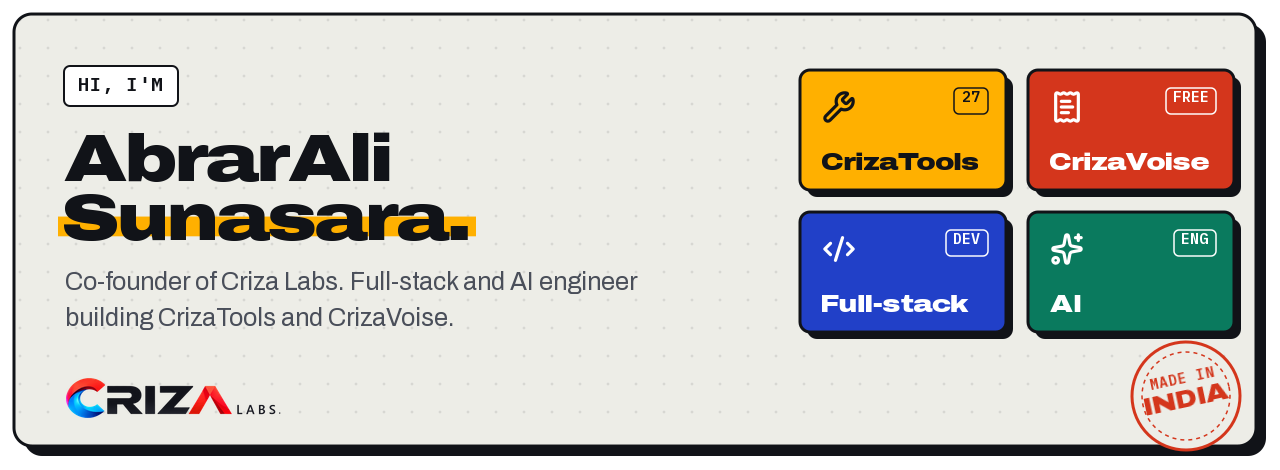 HI, I'M
AbrarAli
Sunasara.
Co-founder of Criza Labs. Full-stack and AI engineer
building CrizaTools and CrizaVoise.
CRIZA LABS.
27
CrizaTools
FREE
CrizaVoise
DEV
Full-stack
ENG
AI
MADE IN
INDIA